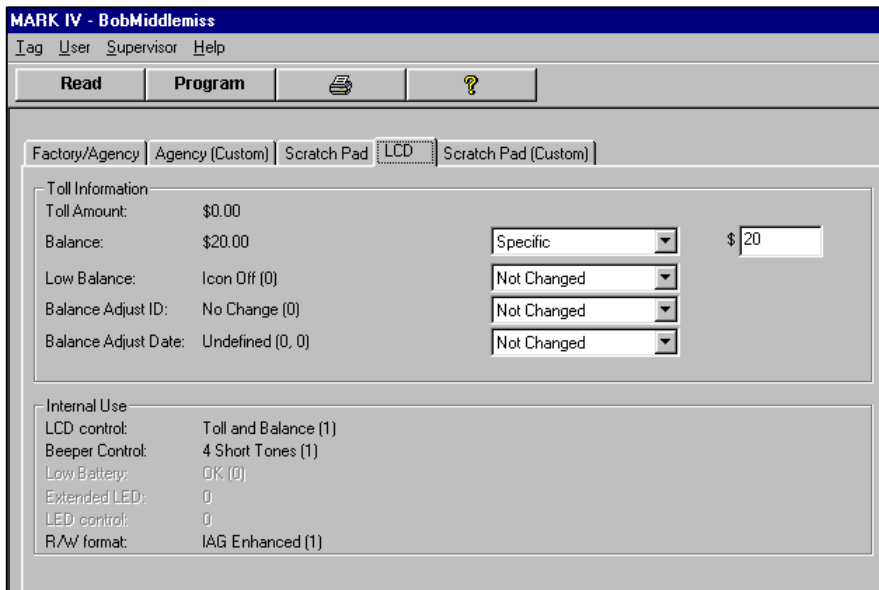 MARK IV - BobMiddlemiss
Tag User Supervisor Help
Read Program
Factory/Agency Agency (Custom) Scratch Pad LCD Scratch Pad (Custom)
Toll Information
Toll Amount: $0.00
Balance: $20.00 Specific $ 20
Low Balance: Icon Off (0) Not Changed
Balance Adjust ID: No Change (0) Not Changed
Balance Adjust Date: Undefined (0, 0) Not Changed
Internal Use
LCD control: Toll and Balance (1)
Beeper Control: 4 Short Tones (1)
Low Battery: OK (0)
Extended LED: 0
LED control: 0
R/W format: IAG Enhanced (1)